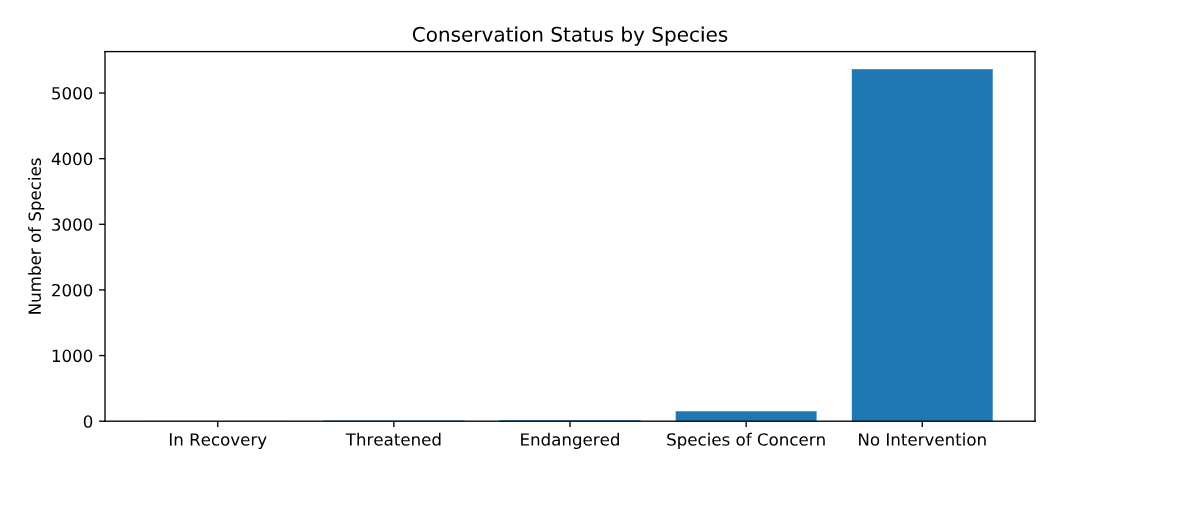 Conservation Status by Species
Number of Species
5000
4000
3000
2000
1000
0
In Recovery
Threatened
Endangered
Species of Concern
No Intervention